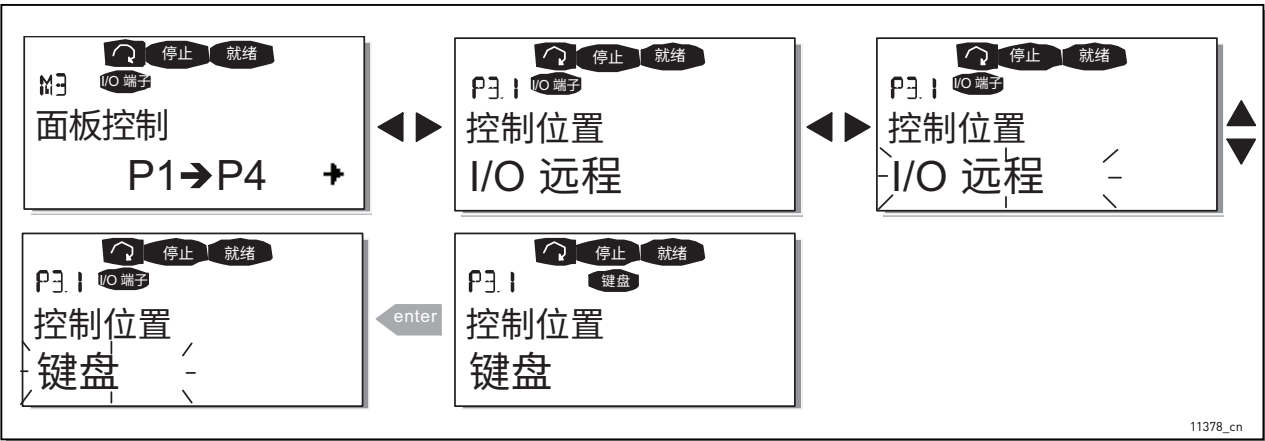 停止 就绪
M3 I/O 端子
面板控制
P1➔P4
停止 就绪
P3.1 I/O 端子
控制位置
I/O 远程
停止 就绪
P3.1 I/O 端子
控制位置
I/O 远程
停止 就绪
P3.1 I/O 端子
控制位置
键盘
enter
停止 就绪
P3.1 键盘
控制位置
键盘
11378_cn